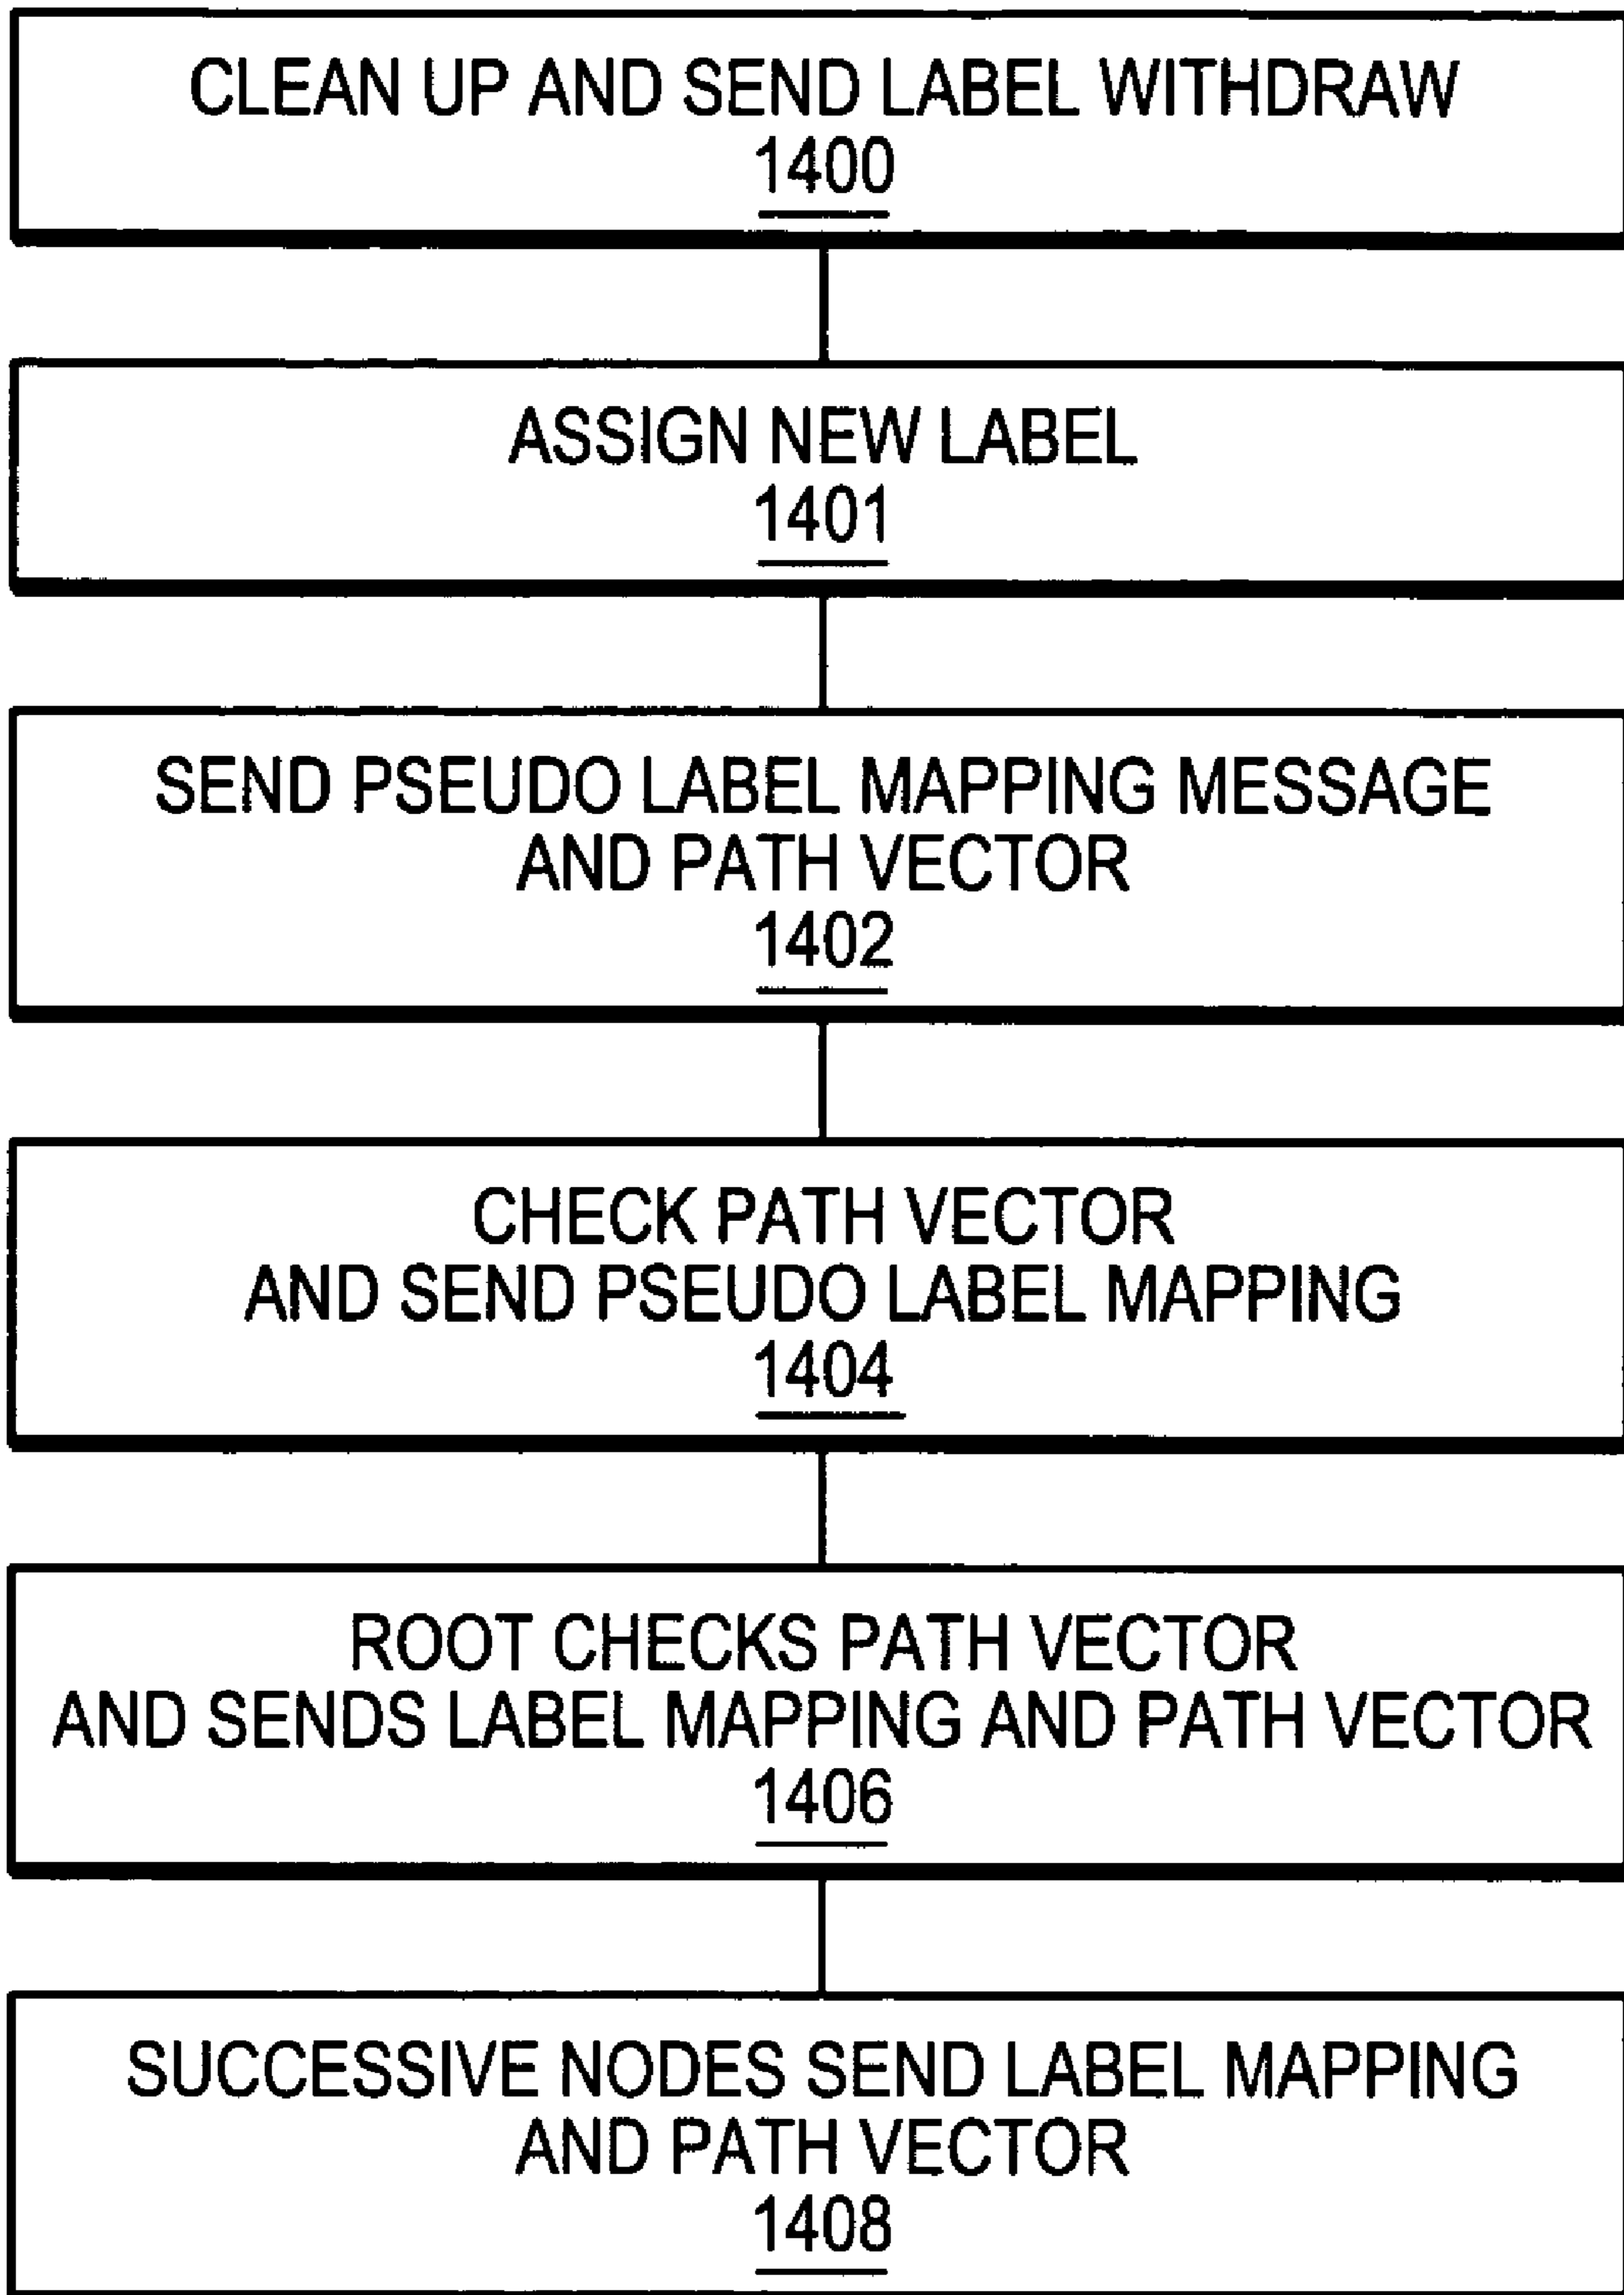 CLEAN UP AND SEND LABEL WITHDRAW
1400
ASSIGN NEW LABEL
1401
SEND PSEUDO LABEL MAPPING MESSAGE
AND PATH VECTOR
1402
CHECK PATH VECTOR
AND SEND PSEUDO LABEL MAPPING
1404
ROOT CHECKS PATH VECTOR
AND SENDS LABEL MAPPING AND PATH VECTOR
1406
SUCCESSIVE NODES SEND LABEL MAPPING
AND PATH VECTOR
1408